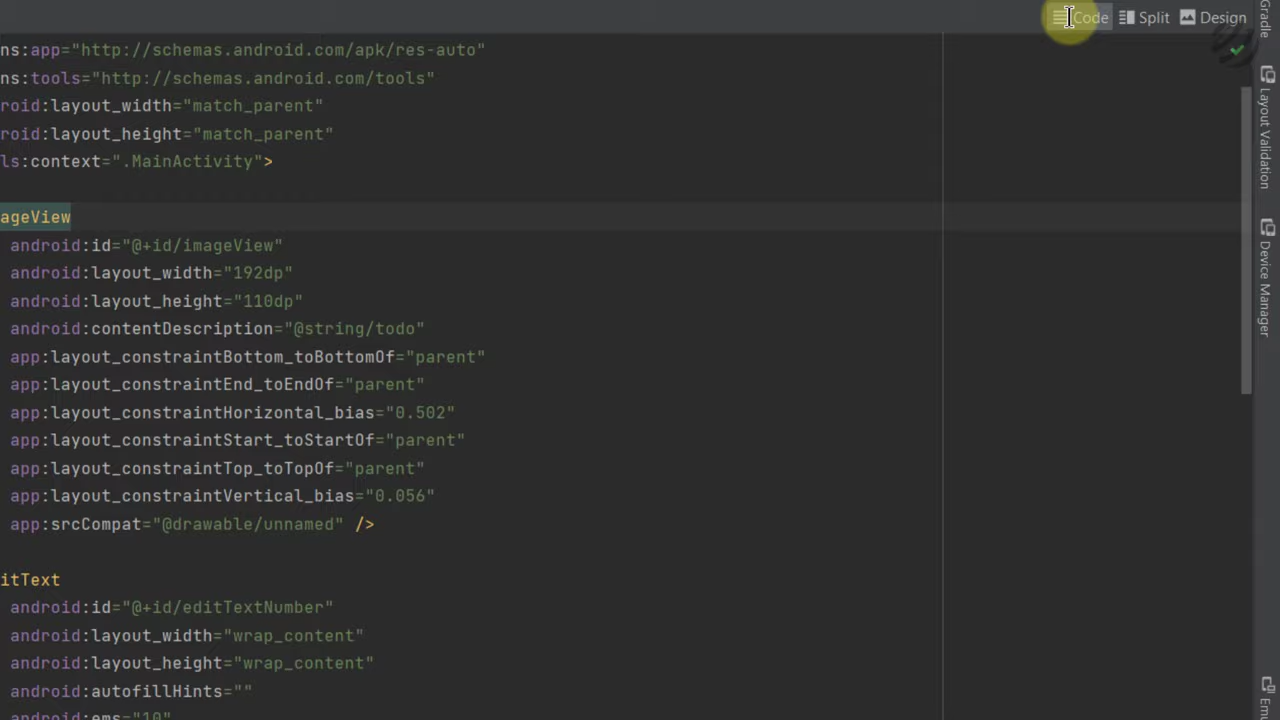 Code Split Design
ns:app="http://schemas.android.com/apk/res-auto"
ns:tools="http://schemas.android.com/tools"
roid:layout_width="match_parent"
roid:layout_height="match_parent"
ls:context=".MainActivity">
ageView
android:id="@+id/imageView"
android:layout_width="192dp"
android:layout_height="110dp"
android:contentDescription="@string/todo"
app:layout_constraintBottom_toBottomOf="parent"
app:layout_constraintEnd_toEndOf="parent"
app:layout_constraintHorizontal_bias="0.502"
app:layout_constraintStart_toStartOf="parent"
app:layout_constraintTop_toTopOf="parent"
app:layout_constraintVertical_bias="0.056"
app:srcCompat="@drawable/unnamed" />
itText
android:id="@+id/editTextNumber"
android:layout_width="wrap_content"
android:layout_height="wrap_content"
android:autofillHints=""
android:ems="10"
Gradle
Layout Validation
Device Manager
Emu